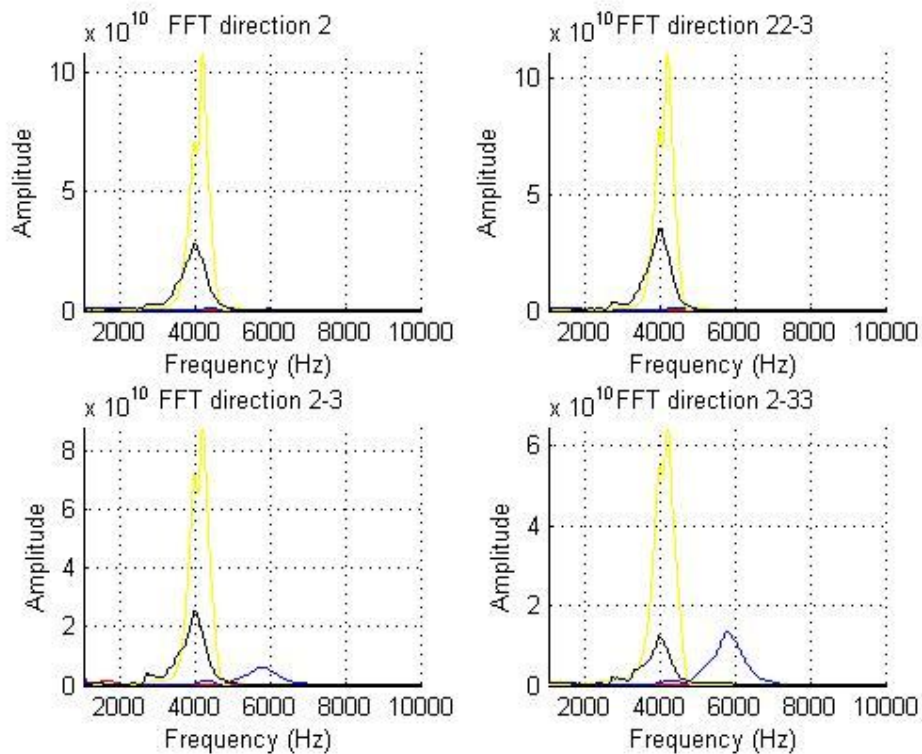 x 10^10 FFT direction 2
10
5
0
Amplitude
2000 4000 6000 8000 10000
Frequency (Hz)
x 10^10 FFT direction 22-3
10
5
0
Amplitude
2000 4000 6000 8000 10000
Frequency (Hz)
x 10^10 FFT direction 2-3
8
6
4
2
0
Amplitude
2000 4000 6000 8000 10000
Frequency (Hz)
x 10^10 FFT direction 2-33
6
4
2
0
Amplitude
2000 4000 6000 8000 10000
Frequency (Hz)